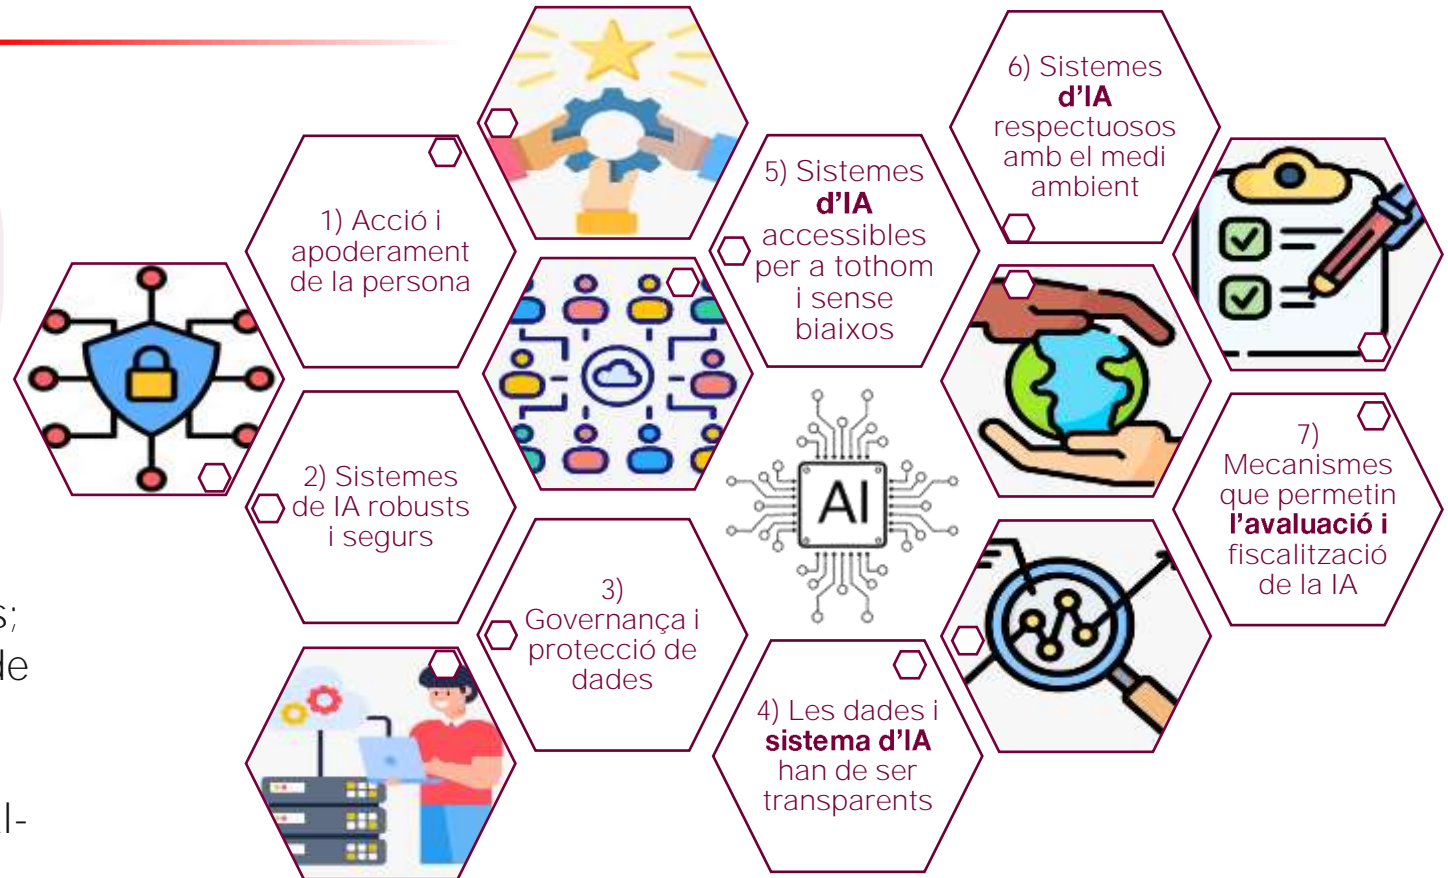 1) Acció i
apoderament
de la persona
2) Sistemes
de IA robusts
i segurs
3)
Governança i
protecció de
dades
4) Les dades i
sistema d'IA
han de ser
transparents
5) Sistemes
d'IA
accessibles
per a tothom
i sense
biaixos
6) Sistemes
d'IA
respectuosos
amb el medi
ambient
7)
Mecanismes
que permetin
l'avaluació i
fiscalització
de la IA
AI
s;
de
l-